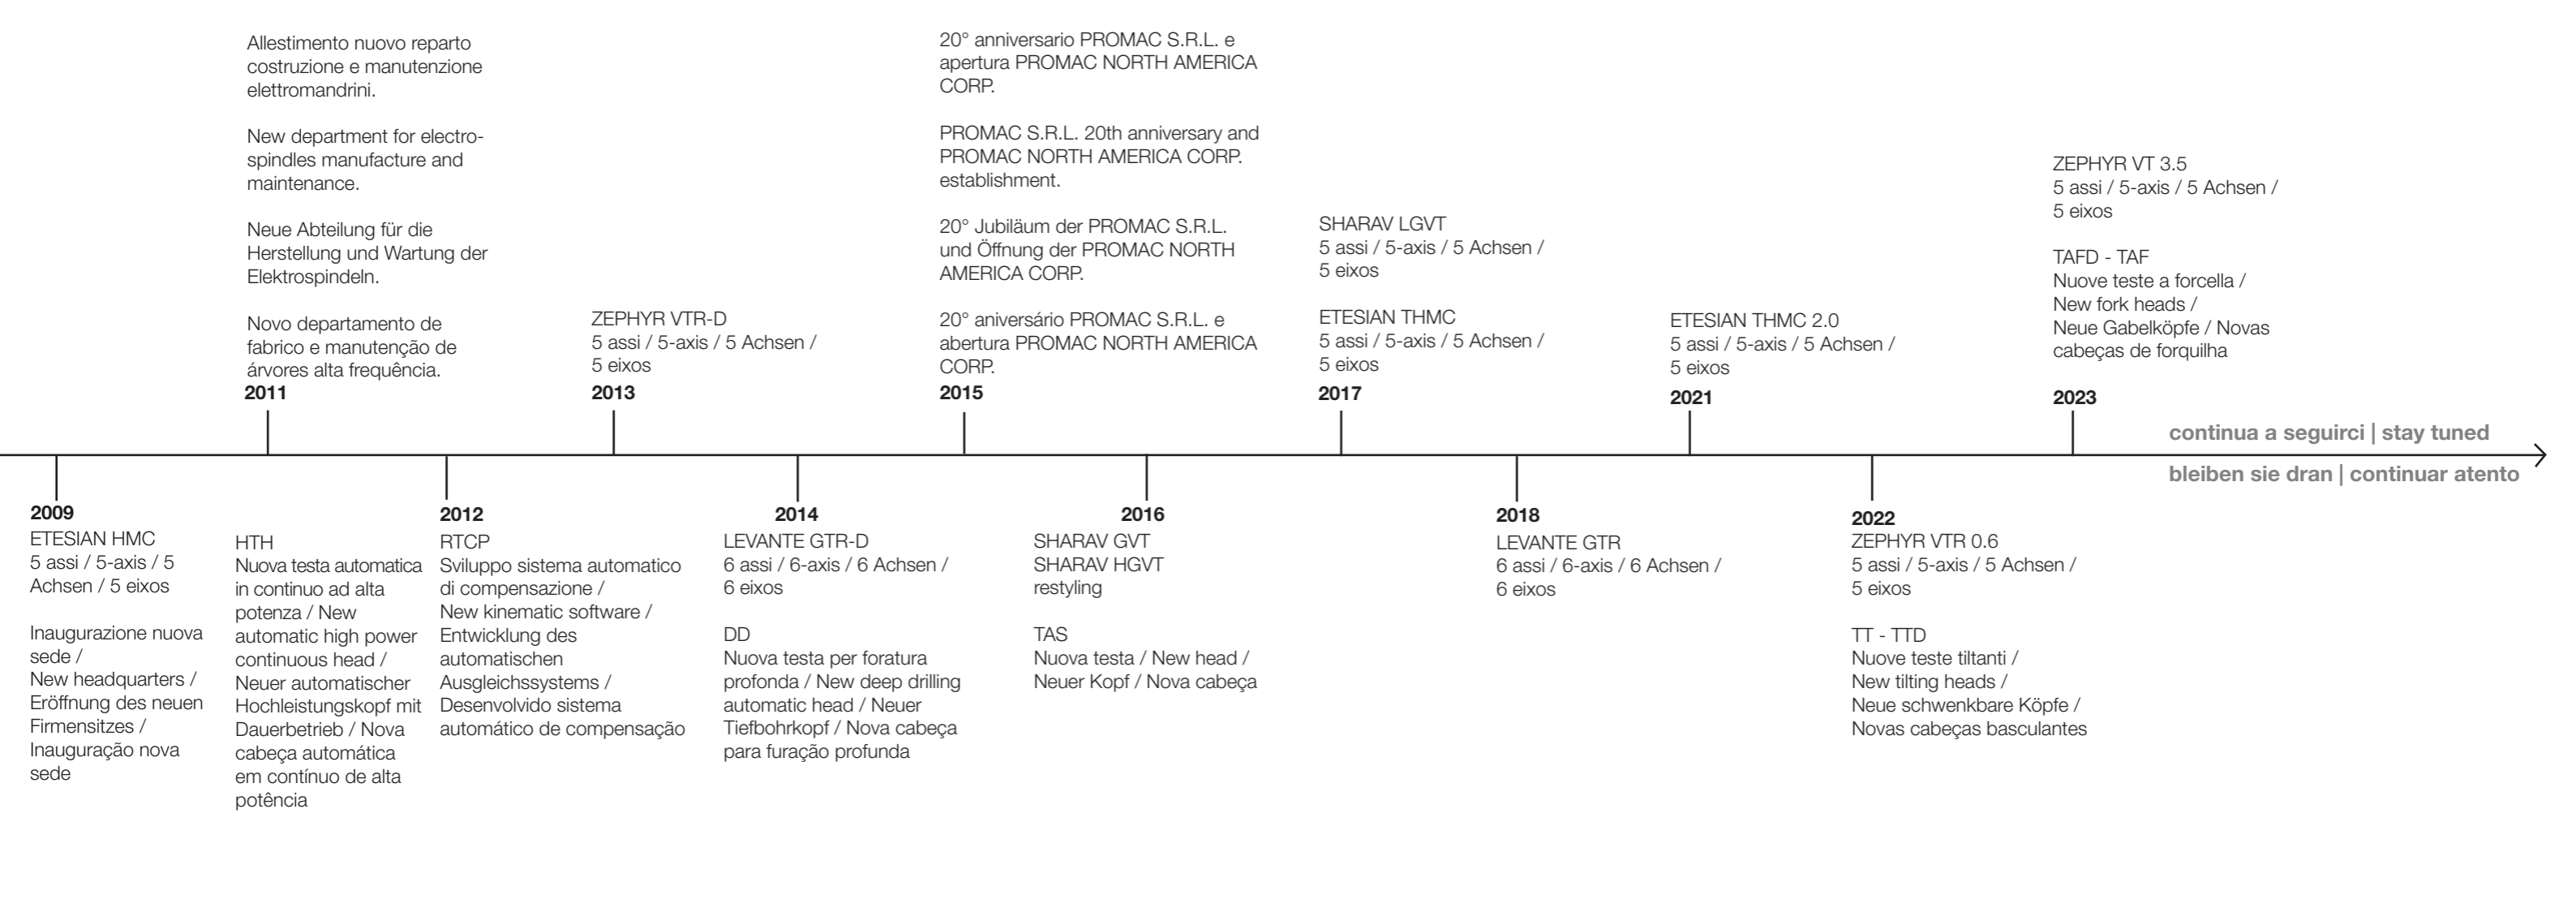 Allestimento nuovo reparto
costruzione e manutenzione
elettromandrini.
New department for electro-
spindles manufacture and
maintenance.
Neue Abteilung für die
Herstellung und Wartung der
Elektrospindeln.
Novo departamento de
fabrico e manutenção de
árvores alta frequência.
2011
ZEPHYR VTR-D
5 assi / 5-axis / 5 Achsen /
5 eixos
2013
20° anniversario PROMAC S.R.L. e
apertura PROMAC NORTH AMERICA
CORP.
PROMAC S.R.L. 20th anniversary and
PROMAC NORTH AMERICA CORP.
establishment.
20° Jubiläum der PROMAC S.R.L.
und Öffnung der PROMAC NORTH
AMERICA CORP.
20° aniversário PROMAC S.R.L. e
abertura PROMAC NORTH AMERICA
CORP.
2015
SHARAV LGVT
5 assi / 5-axis / 5 Achsen /
5 eixos
ETESIAN THMC
5 assi / 5-axis / 5 Achsen /
5 eixos
2017
ETESIAN THMC 2.0
5 assi / 5-axis / 5 Achsen /
5 eixos
2021
ZEPHYR VT 3.5
5 assi / 5-axis / 5 Achsen /
5 eixos
TAFD - TAF
Nuove teste a forcella /
New fork heads /
Neue Gabelköpfe / Novas
cabeças de forquilha
2023
continua a seguirci | stay tuned
bleiben sie dran | continuar atento
2009
ETESIAN HMC
5 assi / 5-axis / 5
Achsen / 5 eixos
Inaugurazione nuova
sede /
New headquarters /
Eröffnung des neuen
Firmensitzes /
Inauguração nova
sede
HTH
Nuova testa automatica
in continuo ad alta
potenza / New
automatic high power
continuous head /
Neuer automatischer
Hochleistungskopf mit
Dauerbetrieb / Nova
cabeça automática
em contínuo de alta
potência
2012
RTCP
Sviluppo sistema automatico
di compensazione /
New kinematic software /
Entwicklung des
automatischen
Ausgleichssystems /
Desenvolvido sistema
automático de compensação
2014
LEVANTE GTR-D
6 assi / 6-axis / 6 Achsen /
6 eixos
DD
Nuova testa per foratura
profonda / New deep drilling
automatic head / Neuer
Tiefbohrkopf / Nova cabeça
para furação profunda
2016
SHARAV GVT
SHARAV HGVT
restyling
TAS
Nuova testa / New head /
Neuer Kopf / Nova cabeça
2018
LEVANTE GTR
6 assi / 6-axis / 6 Achsen /
6 eixos
2022
ZEPHYR VTR 0.6
5 assi / 5-axis / 5 Achsen /
5 eixos
TT - TTD
Nuove teste tiltanti /
New tilting heads /
Neue schwenkbare Köpfe /
Novas cabeças basculantes